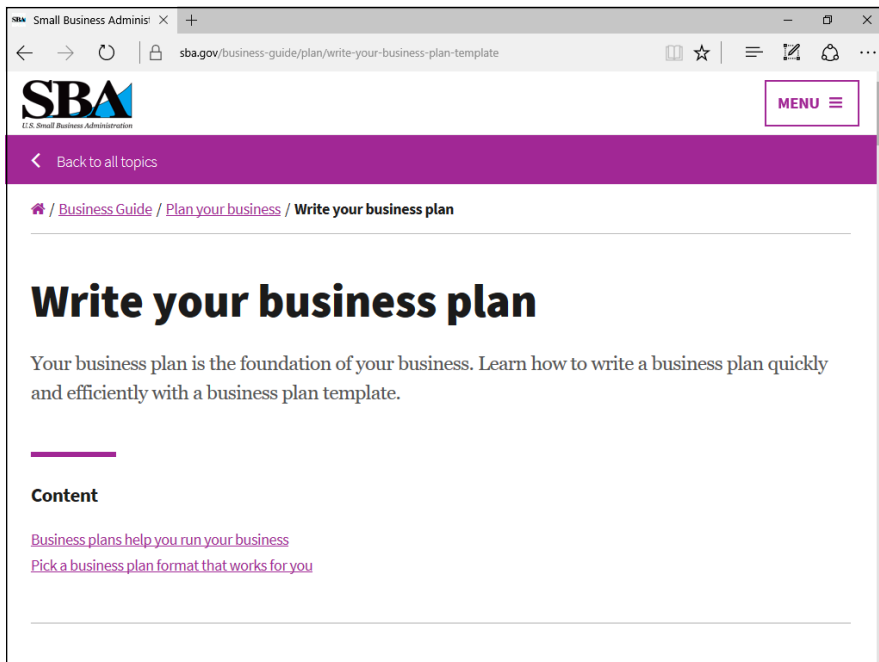 SBA Small Business Administ
sba.gov/business-guide/plan/write-your-business-plan-template
SBA
U.S. Small Business Administration
MENU
Back to all topics
/ Business Guide / Plan your business / Write your business plan
Write your business plan
Your business plan is the foundation of your business. Learn how to write a business plan quickly
and efficiently with a business plan template.
Content
Business plans help you run your business
Pick a business plan format that works for you